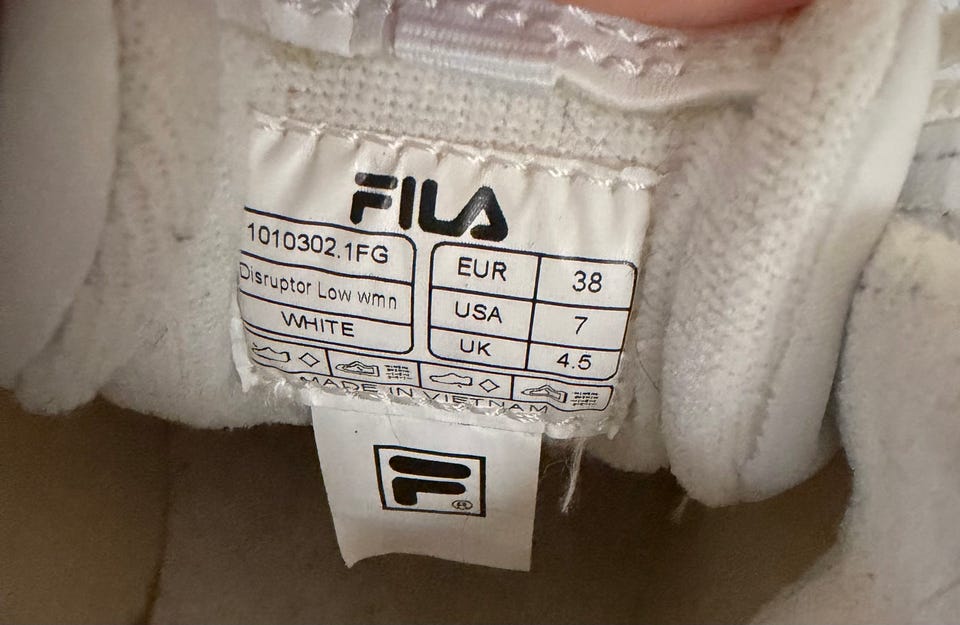 FILA
1010302.1FG
Disruptor Low wmn
WHITE
EUR 38
USA 7
UK 4.5
MADE IN VIETNAM
F®